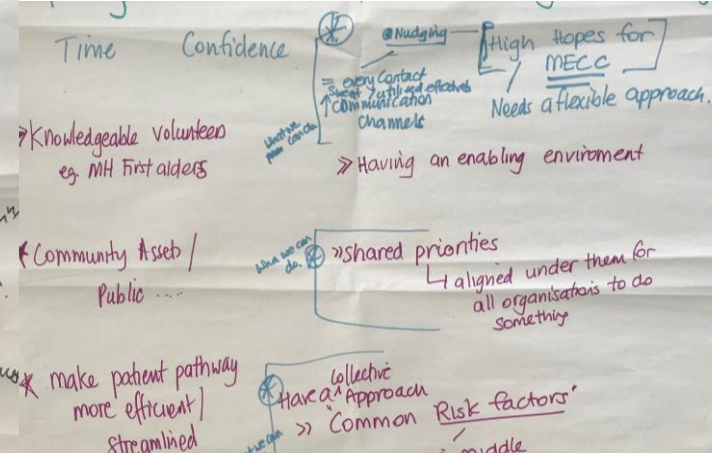 Time Confidence
@Nudging
High Hopes for
MECC
Needs a flexible approach.
= every contact
utilised
↑ Communication
channels
» Knowledgeable volunteers
eg. MH First aiders
» Having an enabling enviroment
Community Assets /
Public ....
what we can
do.
» shared priorities
aligned under them for
all organisations to do
something
make patient pathway
more efficient /
streamlined
Collective
Have a ^ Approach
» "Common Risk factors"
middle